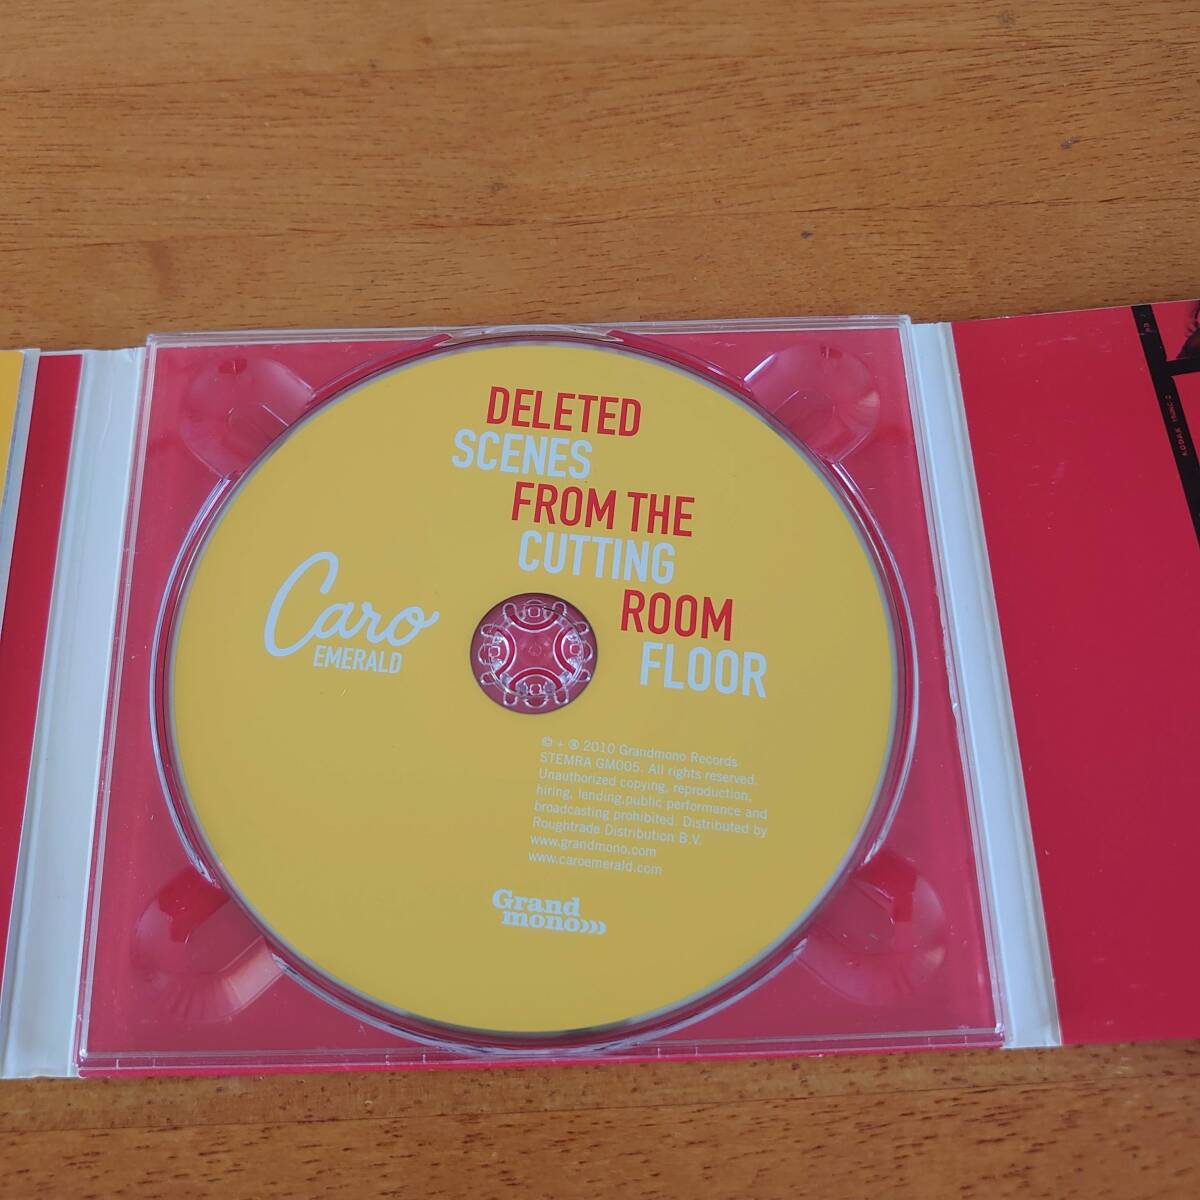 DELETED
SCENES
FROM THE
CUTTING
ROOM
FLOOR
Caro
EMERALD
© + ℗ 2010 Grandmono Records
STEMRA GM005. All rights reserved.
Unauthorized copying, reproduction,
hiring, lending,public performance and
broadcasting prohibited. Distributed by
Roughtrade Distribution B.V.
www.grandmono.com
www.caroemerald.com
Grand
mono)))
KODAK